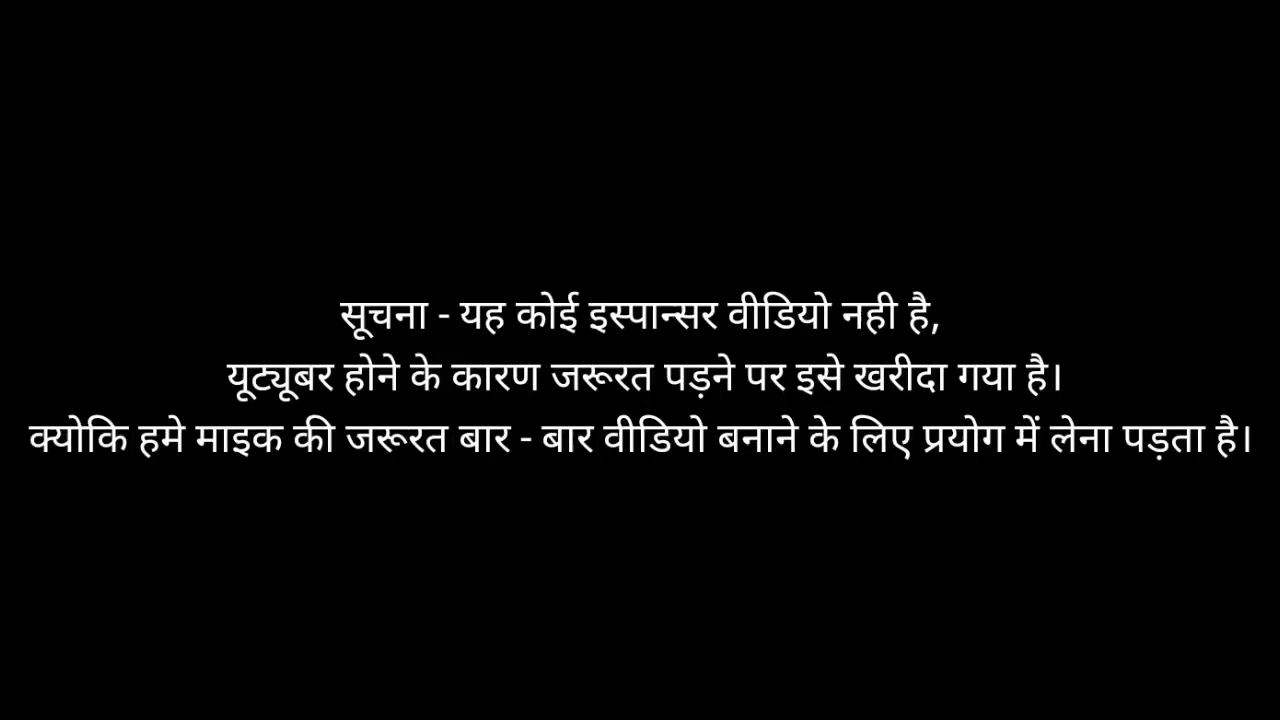 सूचना - यह कोई इस्पान्सर वीडियो नही है,
यूट्यूबर होने के कारण जरूरत पड़ने पर इसे खरीदा गया है।
क्योकि हमे माइक की जरूरत बार - बार वीडियो बनाने के लिए प्रयोग में लेना पड़ता है।